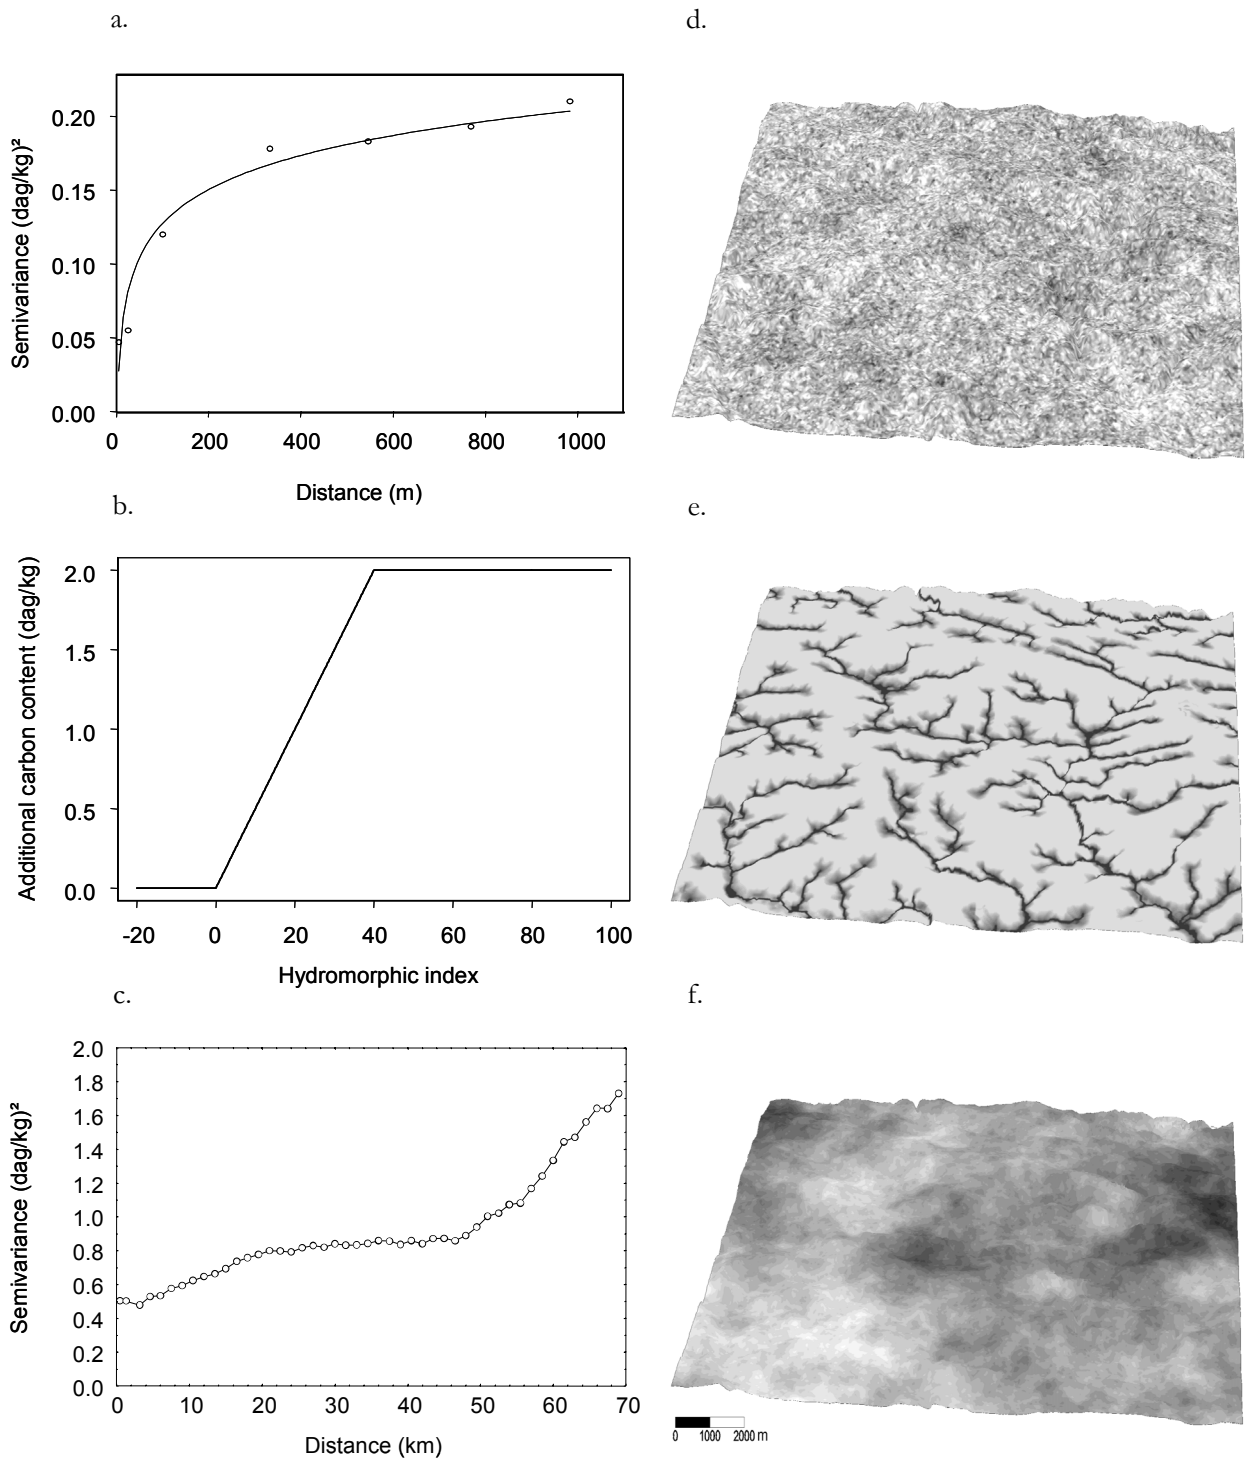 a.
d.
Semivariance (dag/kg)²
0.20
0.15
0.10
0.05
0.00
0 200 400 600 800 1000
Distance (m)
b.
e.
Additional carbon content (dag/kg)
2.0
1.5
1.0
0.5
0.0
-20 0 20 40 60 80 100
Hydromorphic index
c.
f.
Semivariance (dag/kg)²
2.0
1.8
1.6
1.4
1.2
1.0
0.8
0.6
0.4
0.2
0.0
0 10 20 30 40 50 60 70
Distance (km)
0 1000 2000 m